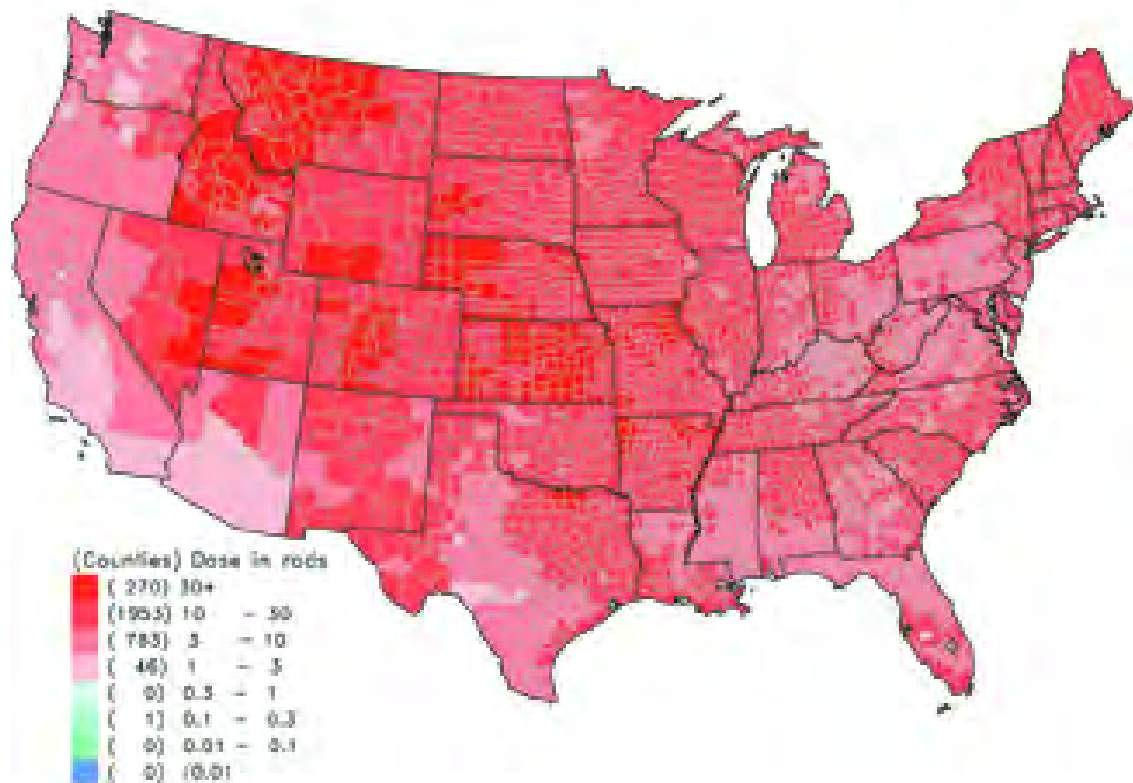 (Counties) Dose in rads
( 270) 30+
(1953) 10 - 30
( 783) 3 - 10
( 46) 1 - 3
( 0) 0.3 - 1
( 1) 0.1 - 0.3
( 0) 0.01 - 0.1
( 0) <0.01